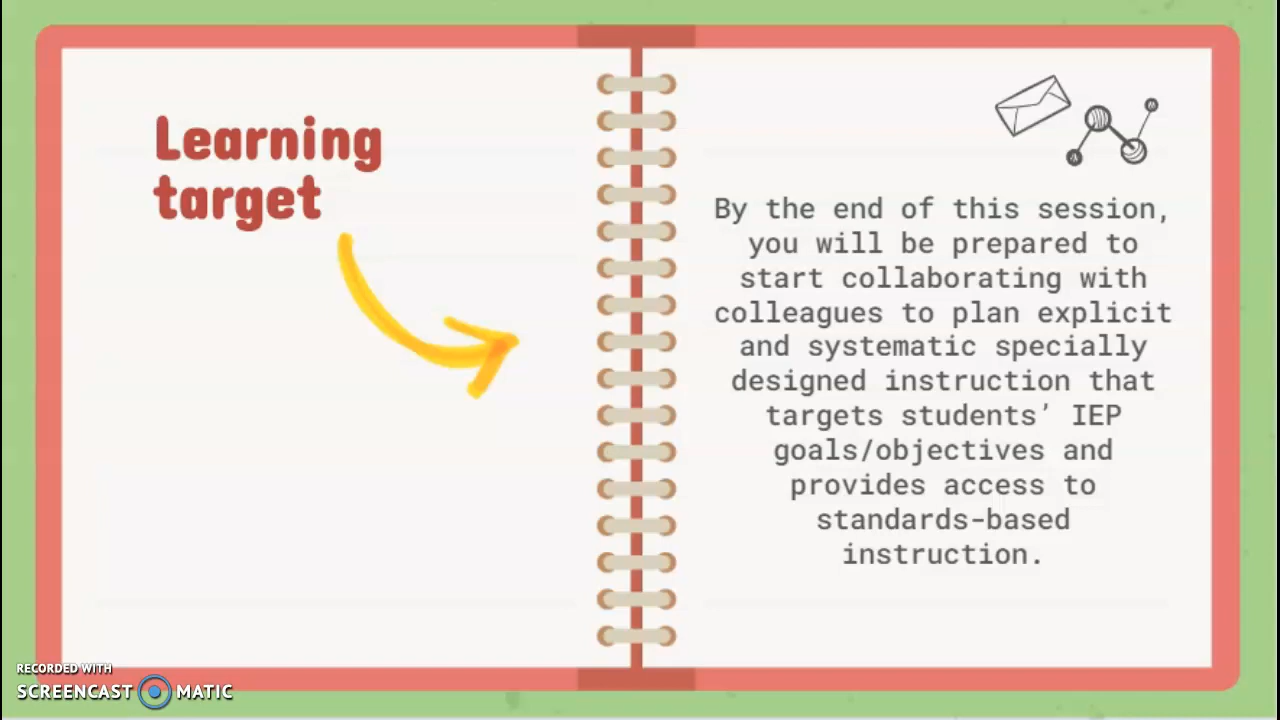 Learning
target
By the end of this session,
you will be prepared to
start collaborating with
colleagues to plan explicit
and systematic specially
designed instruction that
targets students’ IEP
goals/objectives and
provides access to
standards-based
instruction.
RECORDED WITH
SCREENCAST MATIC